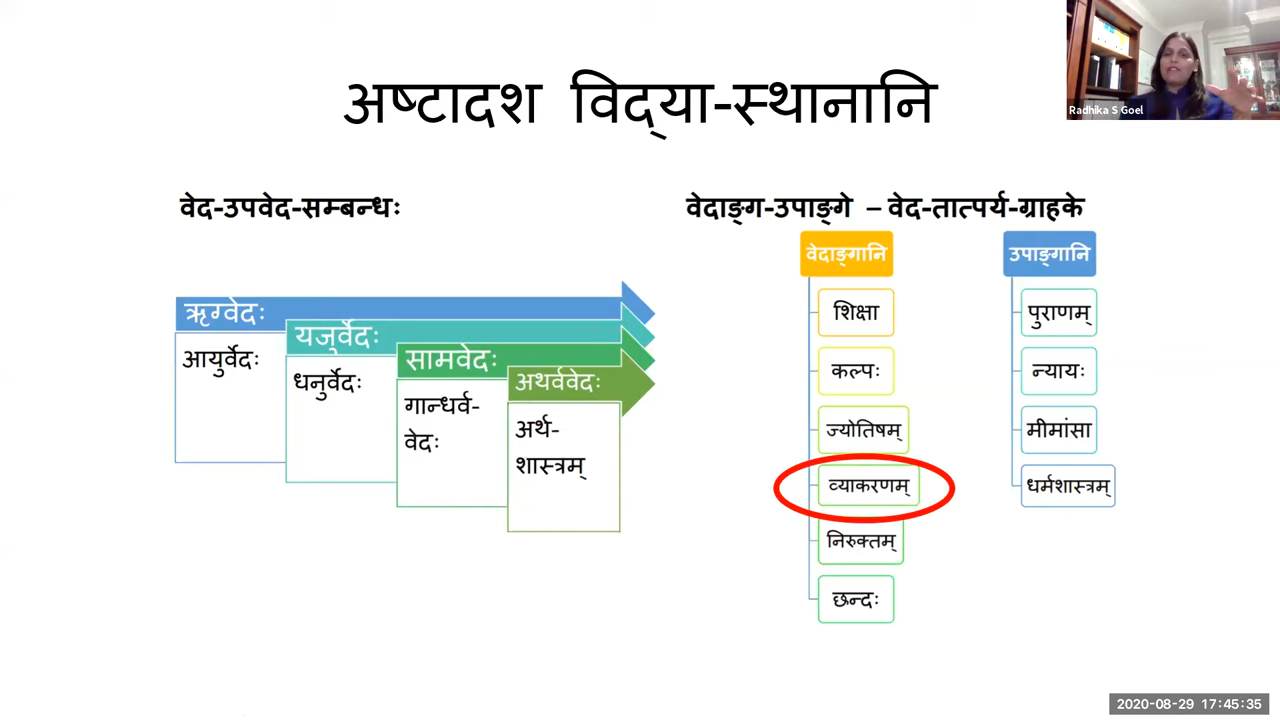 अष्टादश विद्या-स्थानानि
Radhika S Goel
वेद-उपवेद-सम्बन्धः
ऋग्वेदः
आयुर्वेदः
यजुर्वेदः
धनुर्वेदः
सामवेदः
गान्धर्व-
वेदः
अथर्ववेदः
अर्थ-
शास्त्रम्
वेदाङ्ग-उपाङ्गे – वेद-तात्पर्य-ग्राहके
वेदाङ्गानि
शिक्षा
कल्पः
ज्योतिषम्
व्याकरणम्
निरुक्तम्
छन्दः
उपाङ्गानि
पुराणम्
न्यायः
मीमांसा
धर्मशास्त्रम्
2020-08-29 17:45:35